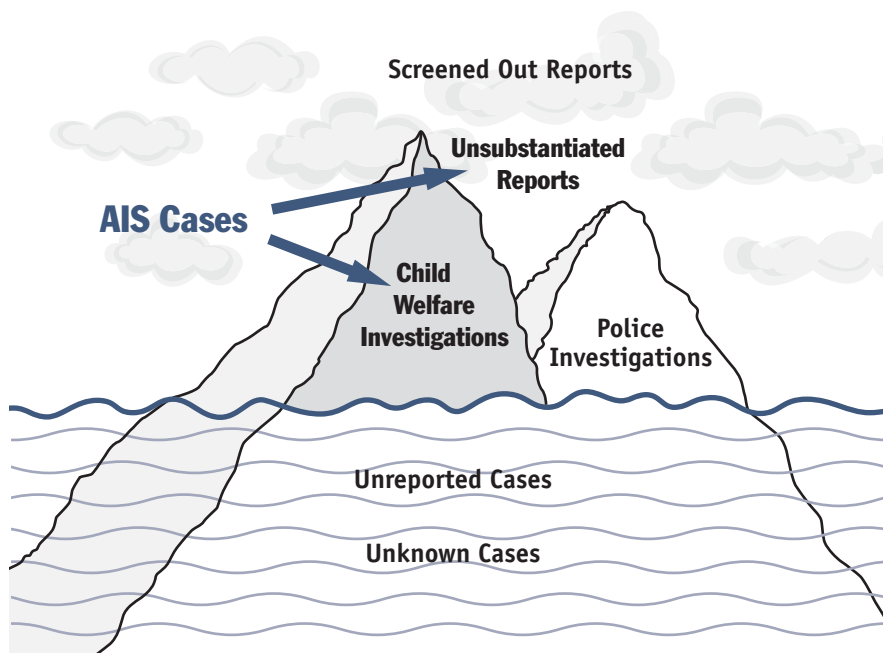 Screened Out Reports
Unsubstantiated
Reports
AIS Cases
Child
Welfare
Investigations
Police
Investigations
Unreported Cases
Unknown Cases